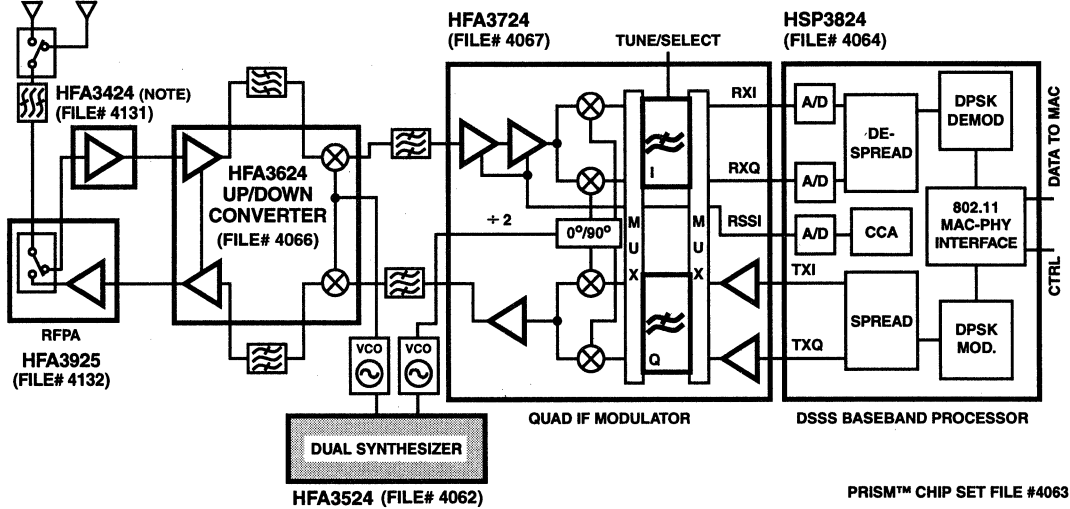 HFA3424 (NOTE)
(FILE# 4131)
HFA3624
UP/DOWN
CONVERTER
(FILE# 4066)
RFPA
HFA3925
(FILE# 4132)
VCO
VCO
DUAL SYNTHESIZER
HFA3524 (FILE# 4062)
HFA3724
(FILE# 4067)
TUNE/SELECT
÷ 2
0°/90°
MUX
I
Q
MUX
QUAD IF MODULATOR
RXI
RXQ
RSSI
TXI
TXQ
HSP3824
(FILE# 4064)
A/D
A/D
A/D
DE-
SPREAD
CCA
SPREAD
DPSK
DEMOD
802.11
MAC-PHY
INTERFACE
DPSK
MOD.
DSSS BASEBAND PROCESSOR
DATA TO MAC
CTRL
PRISM™ CHIP SET FILE #4063